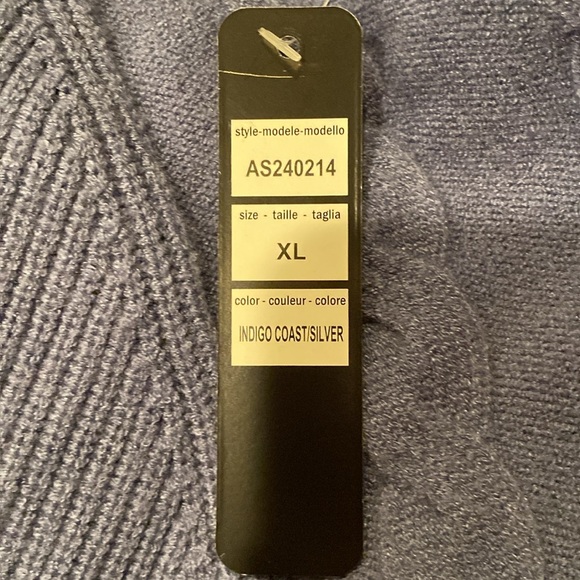 style-modele-modello
AS240214
size - taille - taglia
XL
color - couleur - colore
INDIGO COAST/SILVER